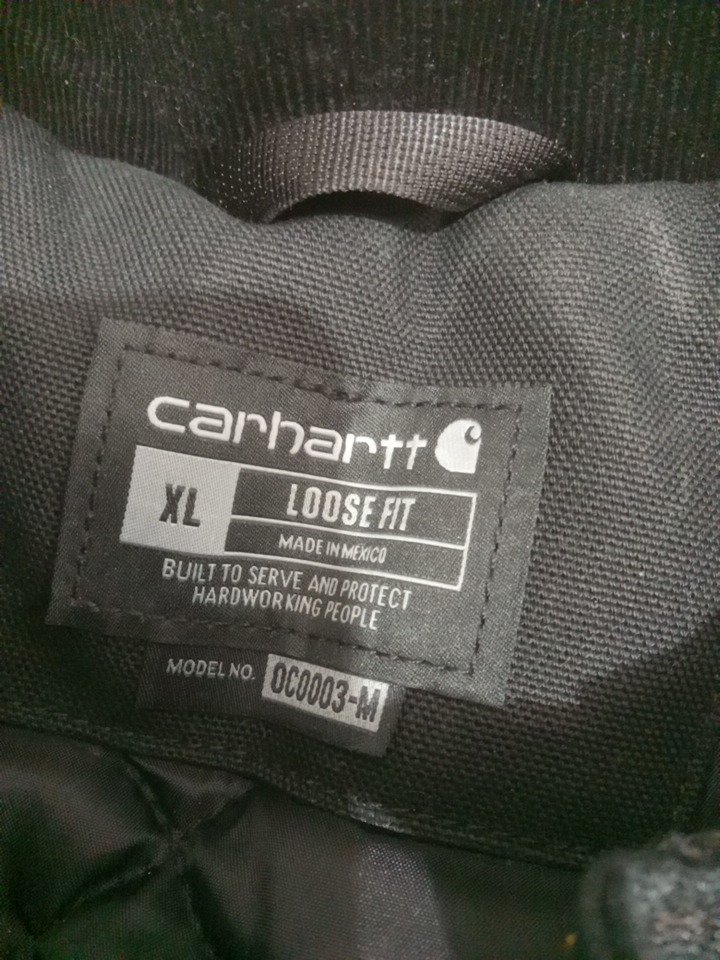 carhartt
XL
LOOSE FIT
MADE IN MEXICO
BUILT TO SERVE AND PROTECT
HARDWORKING PEOPLE
MODEL NO. OC0003-M